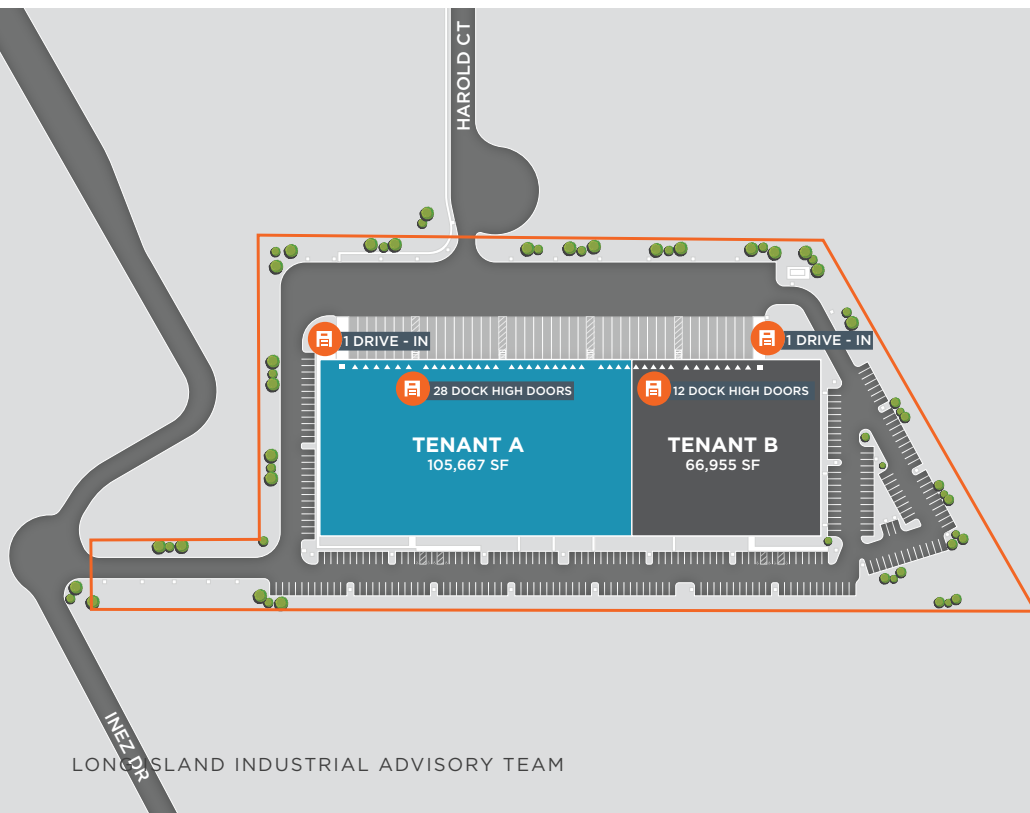 HAROLD CT
1 DRIVE - IN
1 DRIVE - IN
28 DOCK HIGH DOORS
12 DOCK HIGH DOORS
TENANT A
105,667 SF
TENANT B
66,955 SF
INEZ DR
LONG ISLAND INDUSTRIAL ADVISORY TEAM